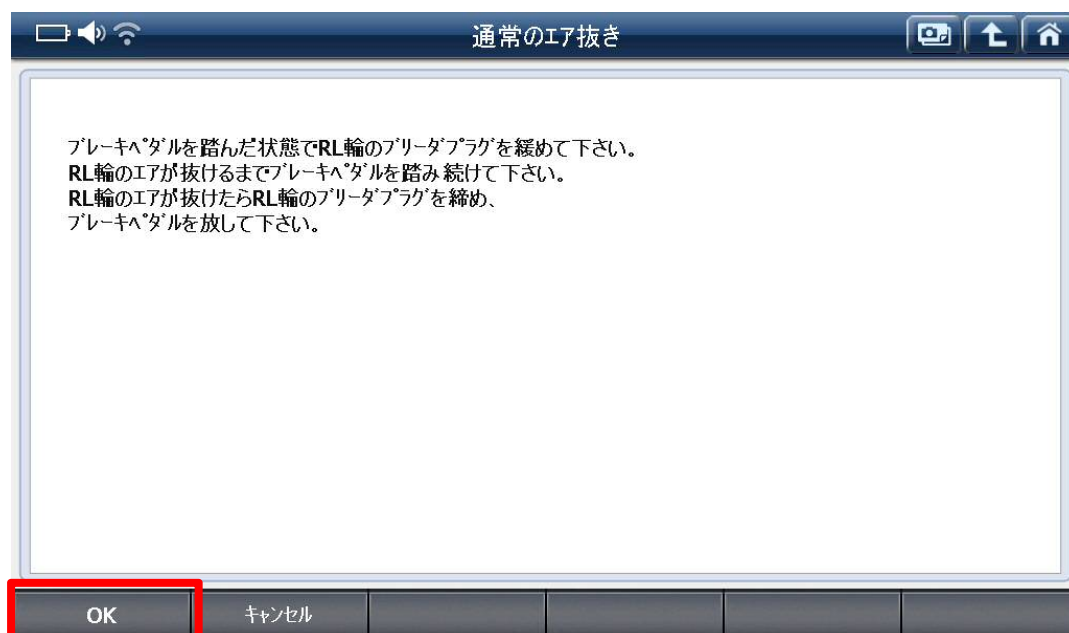 通常のｴｱ抜き
ﾌﾞﾚｰｷﾍﾟﾀﾞﾙを踏んだ状態でRL輪のﾌﾞﾘｰﾀﾞﾌﾟﾗｸﾞを緩めて下さい。
RL輪のｴｱが抜けるまでﾌﾞﾚｰｷﾍﾟﾀﾞﾙを踏み続けて下さい。
RL輪のｴｱが抜けたらRL輪のﾌﾞﾘｰﾀﾞﾌﾟﾗｸﾞを締め、
ﾌﾞﾚｰｷﾍﾟﾀﾞﾙを放して下さい。
OK
ｷｬﾝｾﾙ